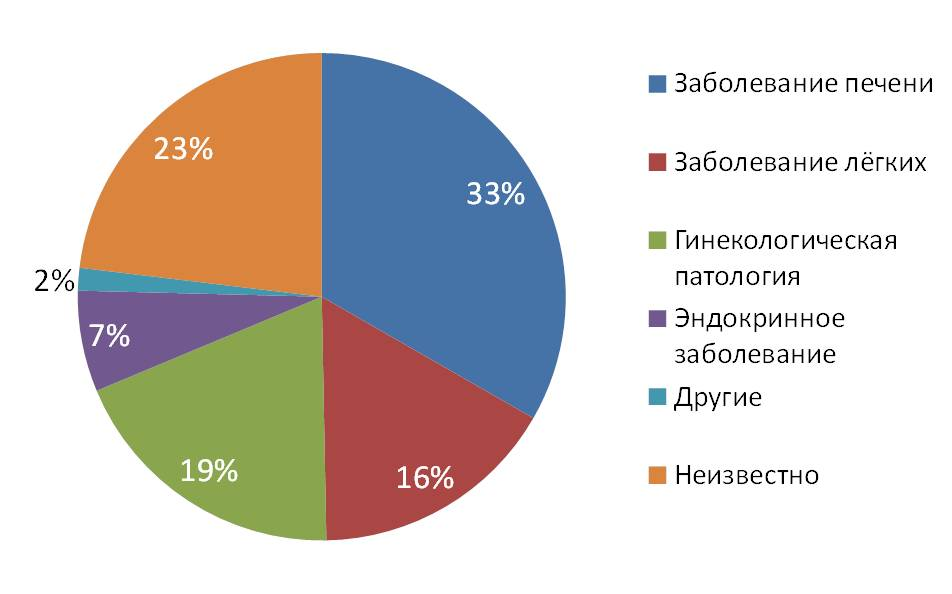 Заболевание печени
23%
Заболевание лёгких
33%
Гинекологическая
патология
2%
Эндокринное
7%
заболевание
Другие
19%
16%
Неизвестно